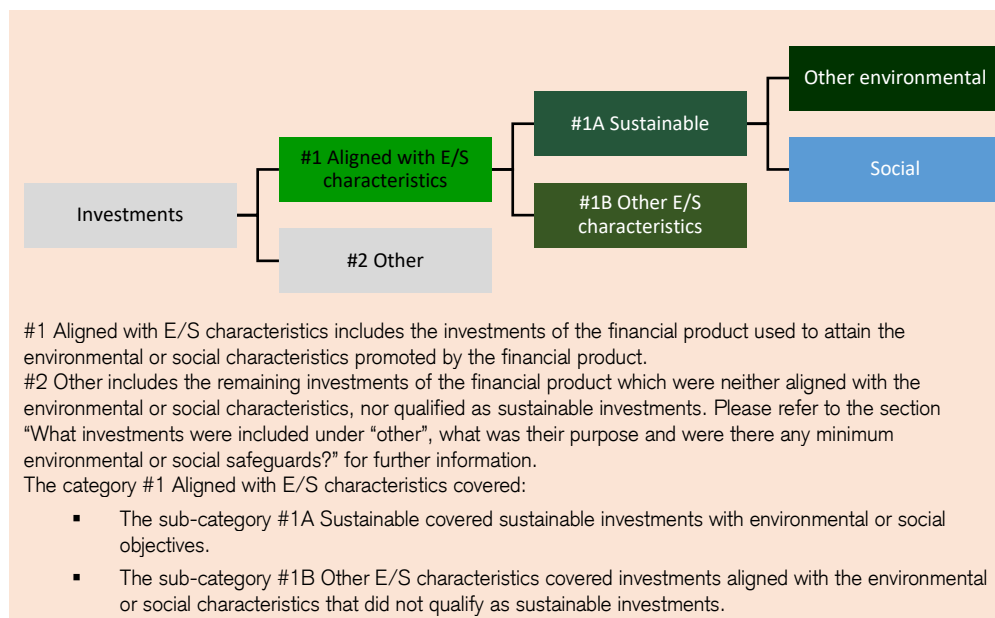 Other environmental
#1A Sustainable
#1 Aligned with E/S
characteristics
Social
#1B Other E/S
characteristics
Investments
#2 Other
#1 Aligned with E/S characteristics includes the investments of the financial product used to attain the
environmental or social characteristics promoted by the financial product.
#2 Other includes the remaining investments of the financial product which were neither aligned with the
environmental or social characteristics, nor qualified as sustainable investments. Please refer to the section
“What investments were included under “other”, what was their purpose and were there any minimum
environmental or social safeguards?” for further information.
The category #1 Aligned with E/S characteristics covered:
▪ The sub-category #1A Sustainable covered sustainable investments with environmental or social
objectives.
▪ The sub-category #1B Other E/S characteristics covered investments aligned with the environmental
or social characteristics that did not qualify as sustainable investments.